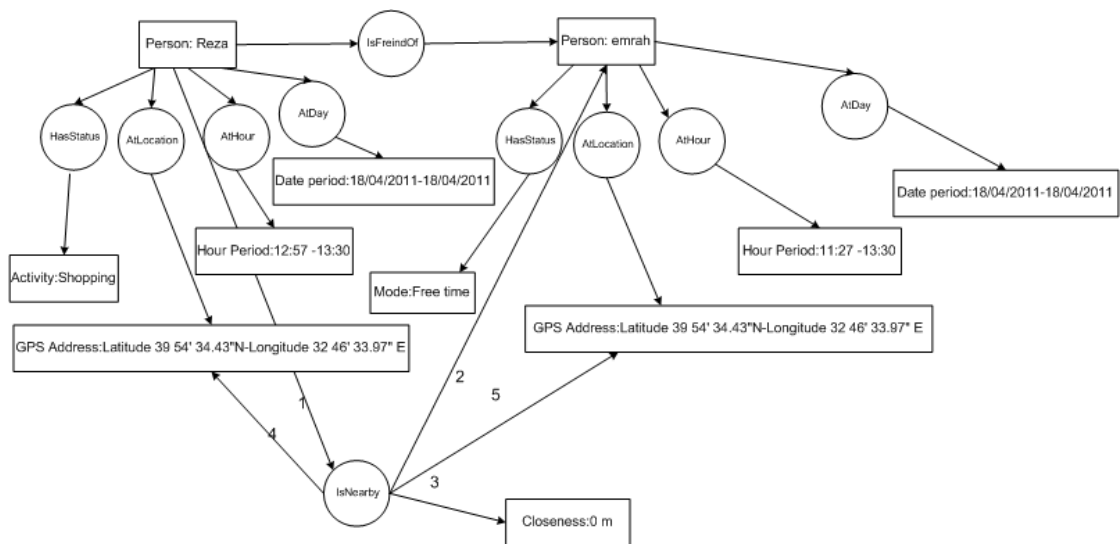 Person: Reza
IsFreindOf
Person: emrah
HasStatus
AtLocation
AtHour
AtDay
HasStatus
AtLocation
AtHour
AtDay
Date period:18/04/2011-18/04/2011
Date period:18/04/2011-18/04/2011
Hour Period:12:57 -13:30
Hour Period:11:27 -13:30
Activity:Shopping
Mode:Free time
GPS Address:Latitude 39 54' 34.43"N-Longitude 32 46' 33.97" E
GPS Address:Latitude 39 54' 34.43"N-Longitude 32 46' 33.97" E
2
5
1
4
3
IsNearby
Closeness:0 m